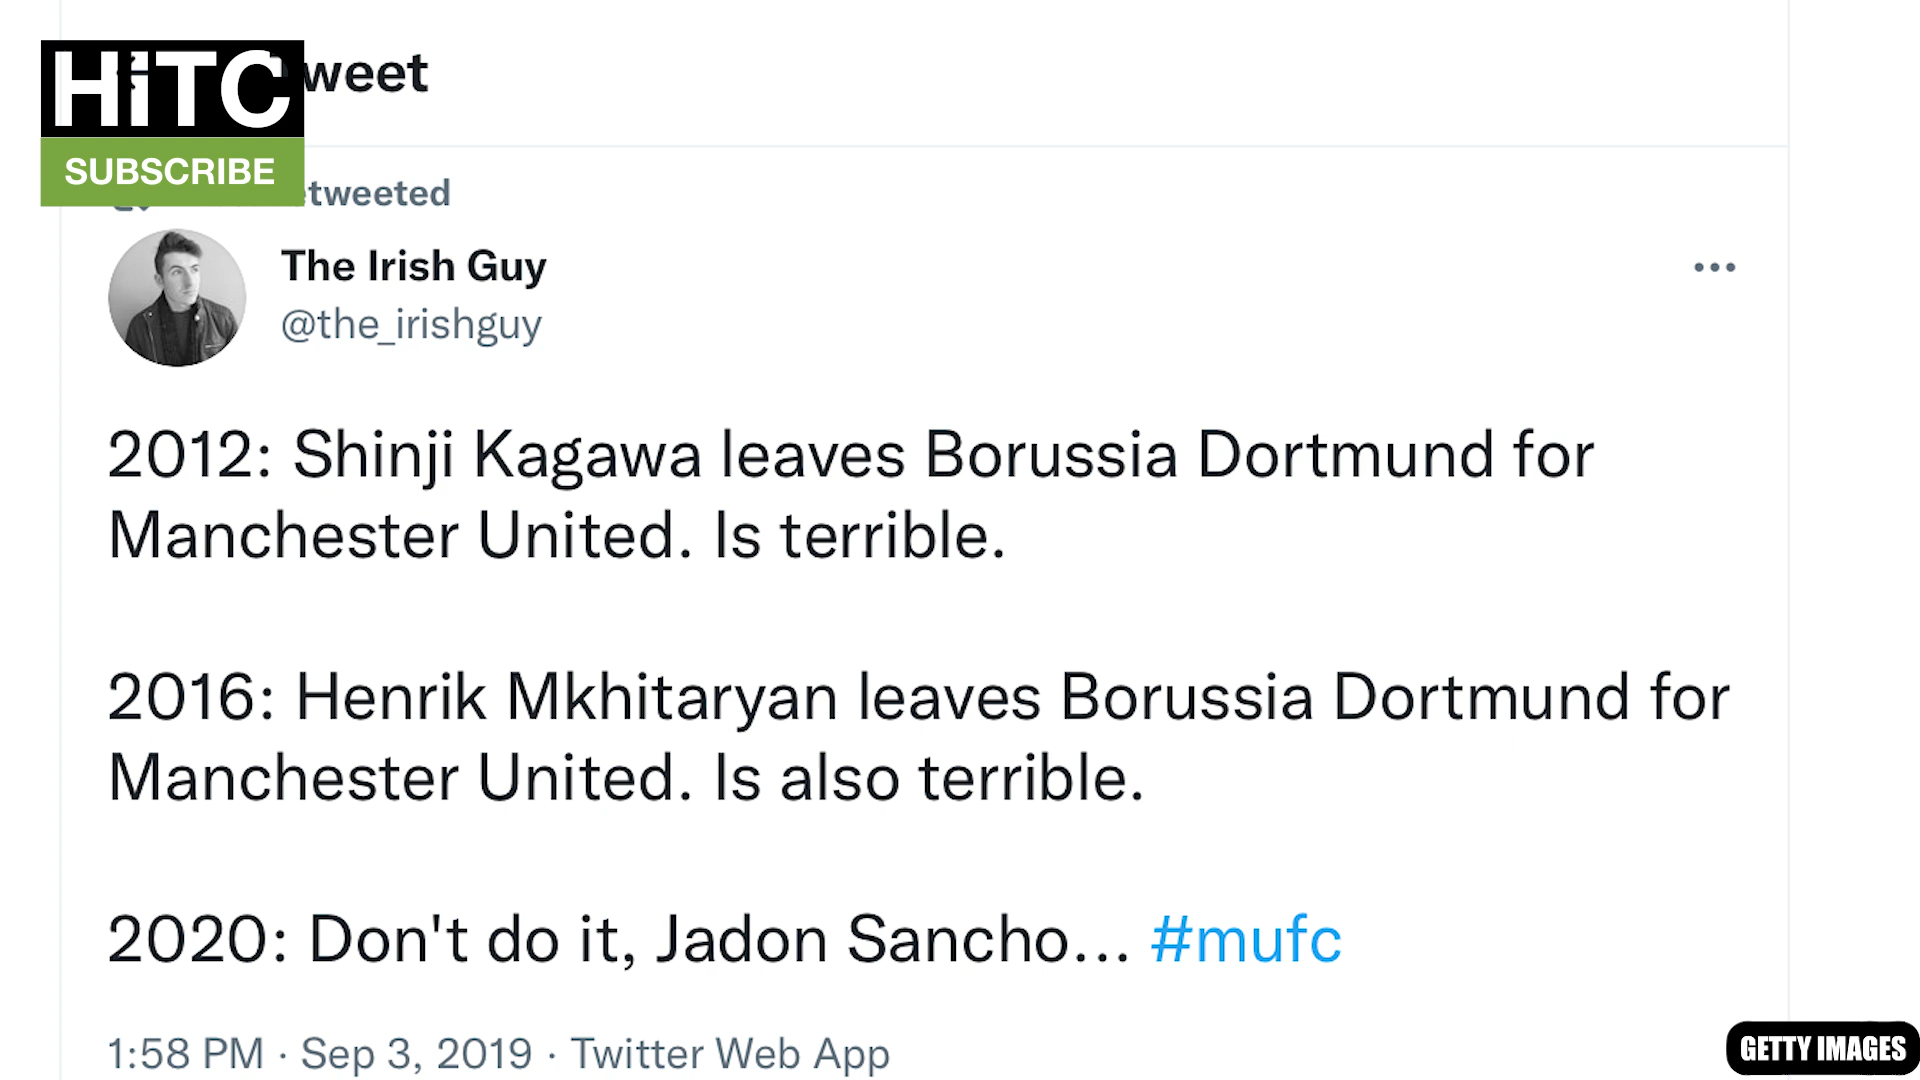 HiTC
SUBSCRIBE
weet
etweeted
The Irish Guy
@the_irishguy
2012: Shinji Kagawa leaves Borussia Dortmund for
Manchester United. Is terrible.
2016: Henrik Mkhitaryan leaves Borussia Dortmund for
Manchester United. Is also terrible.
2020: Don't do it, Jadon Sancho... #mufc
1:58 PM · Sep 3, 2019 · Twitter Web App
GETTY IMAGES